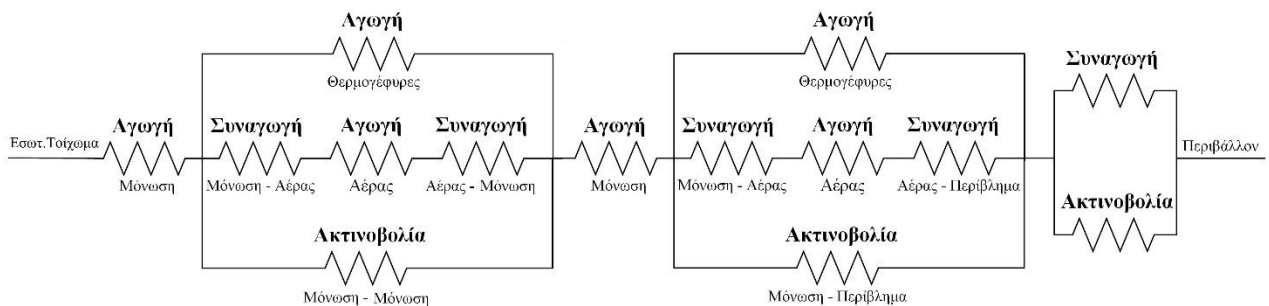 Αγωγή
Θερμογέφυρες
Αγωγή
Θερμογέφυρες
Συναγωγή
Εσωτ.Τοίχωμα
Αγωγή
Μόνωση
Συναγωγή
Μόνωση - Αέρας
Αγωγή
Αέρας
Συναγωγή
Αέρας - Μόνωση
Αγωγή
Μόνωση
Συναγωγή
Μόνωση - Αέρας
Αγωγή
Αέρας
Συναγωγή
Αέρας - Περίβλημα
Περιβάλλον
Ακτινοβολία
Μόνωση - Μόνωση
Ακτινοβολία
Μόνωση - Περίβλημα
Ακτινοβολία